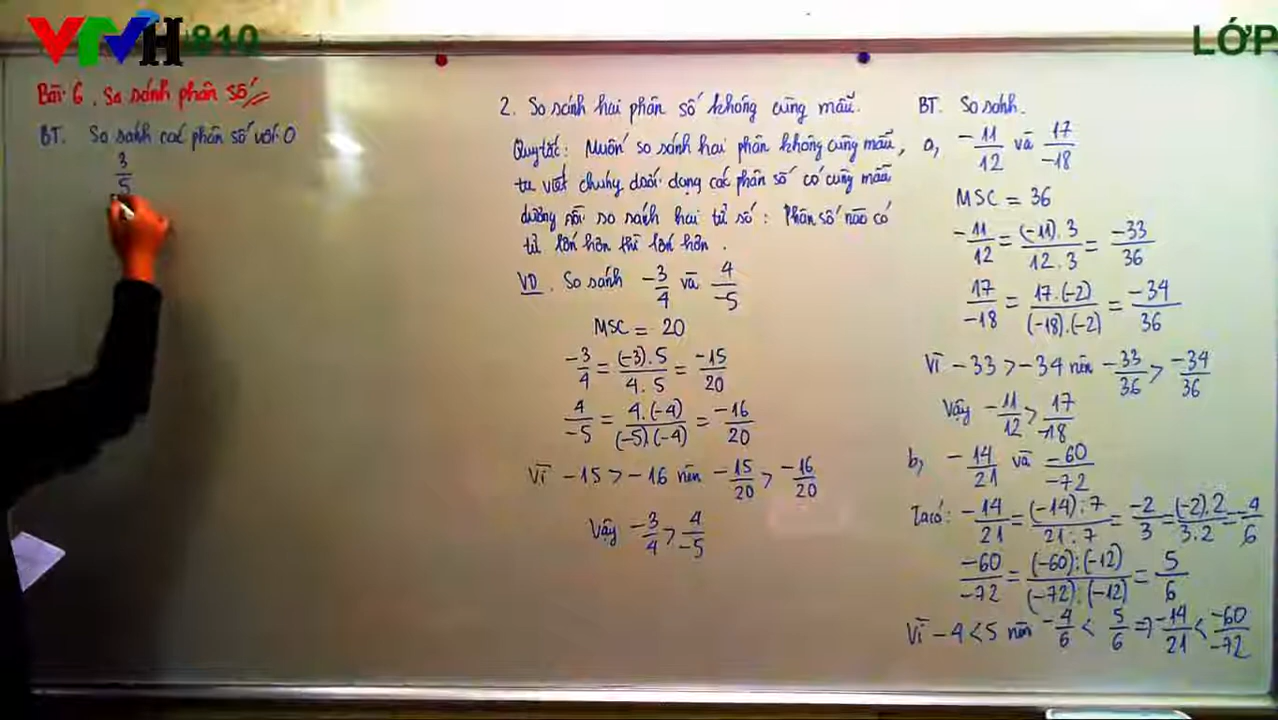 VTVH 810
LỚP
Bài 6. So sánh phân số
BT. So sánh các phân số với 0
3/5
2. So sánh hai phân số không cùng mẫu.
Quy tắc: Muốn so sánh hai phân không cùng mẫu,
ta viết chúng dưới dạng các phân số có cùng mẫu
dương rồi so sánh hai tử số: Phân số nào có
tử lớn hơn thì lớn hơn.
VD. So sánh -3/4 và 4/-5
MSC = 20
-3/4 = (-3).5/4.5 = -15/20
4/-5 = 4.(-4)/(-5).(-4) = -16/20
Vì -15 > -16 nên -15/20 > -16/20
Vậy -3/4 > 4/-5
BT. So sánh.
a, -11/12 và 17/-18
MSC = 36
-11/12 = (-11).3/12.3 = -33/36
17/-18 = 17.(-2)/(-18).(-2) = -34/36
Vì -33 > -34 nên -33/36 > -34/36
Vậy -11/12 > 17/-18
b, -14/21 và -60/-72
Ta có: -14/21 = (-14):7/21:7 = -2/3 = (-2).2/3.2 = -4/6
-60/-72 = (-60):(-12)/(-72):(-12) = 5/6
Vì -4 < 5 nên -4/6 < 5/6 => -14/21 < -60/-72